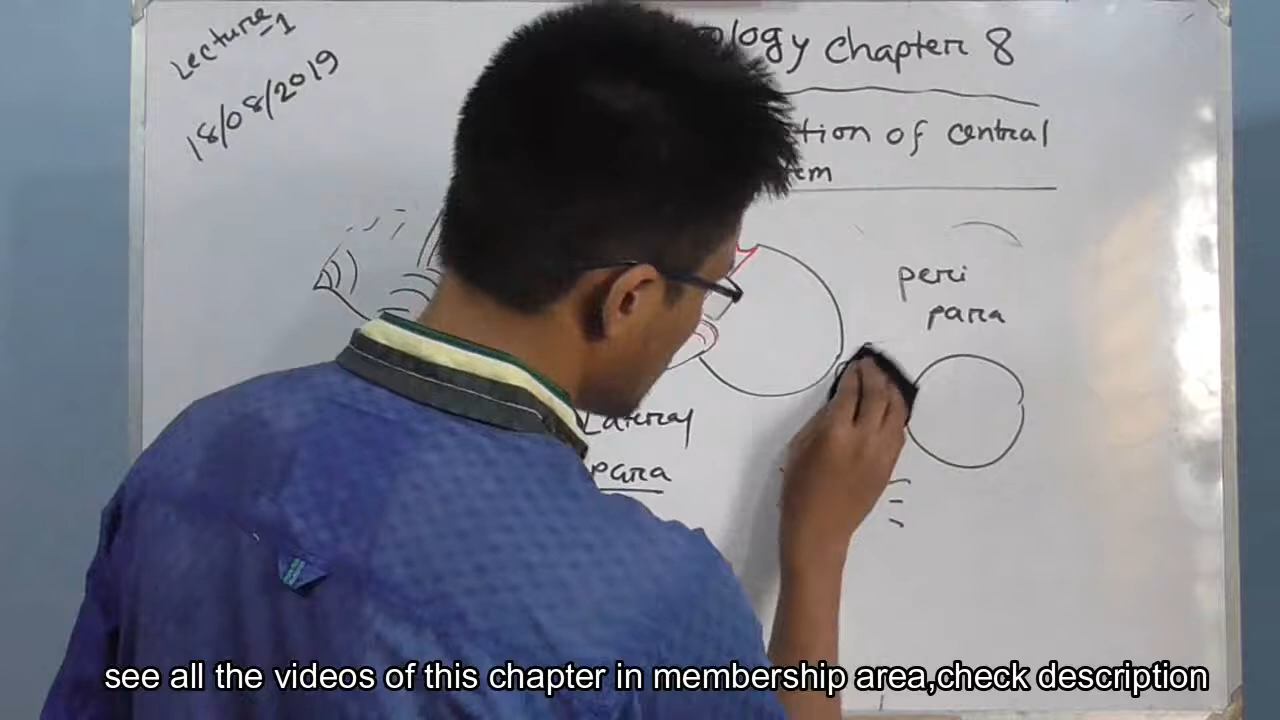 Lecture-1
18/08/2019
ology chapter 8
tion of central
tem
peri
para
Lateral
para
see all the videos of this chapter in membership area,check description